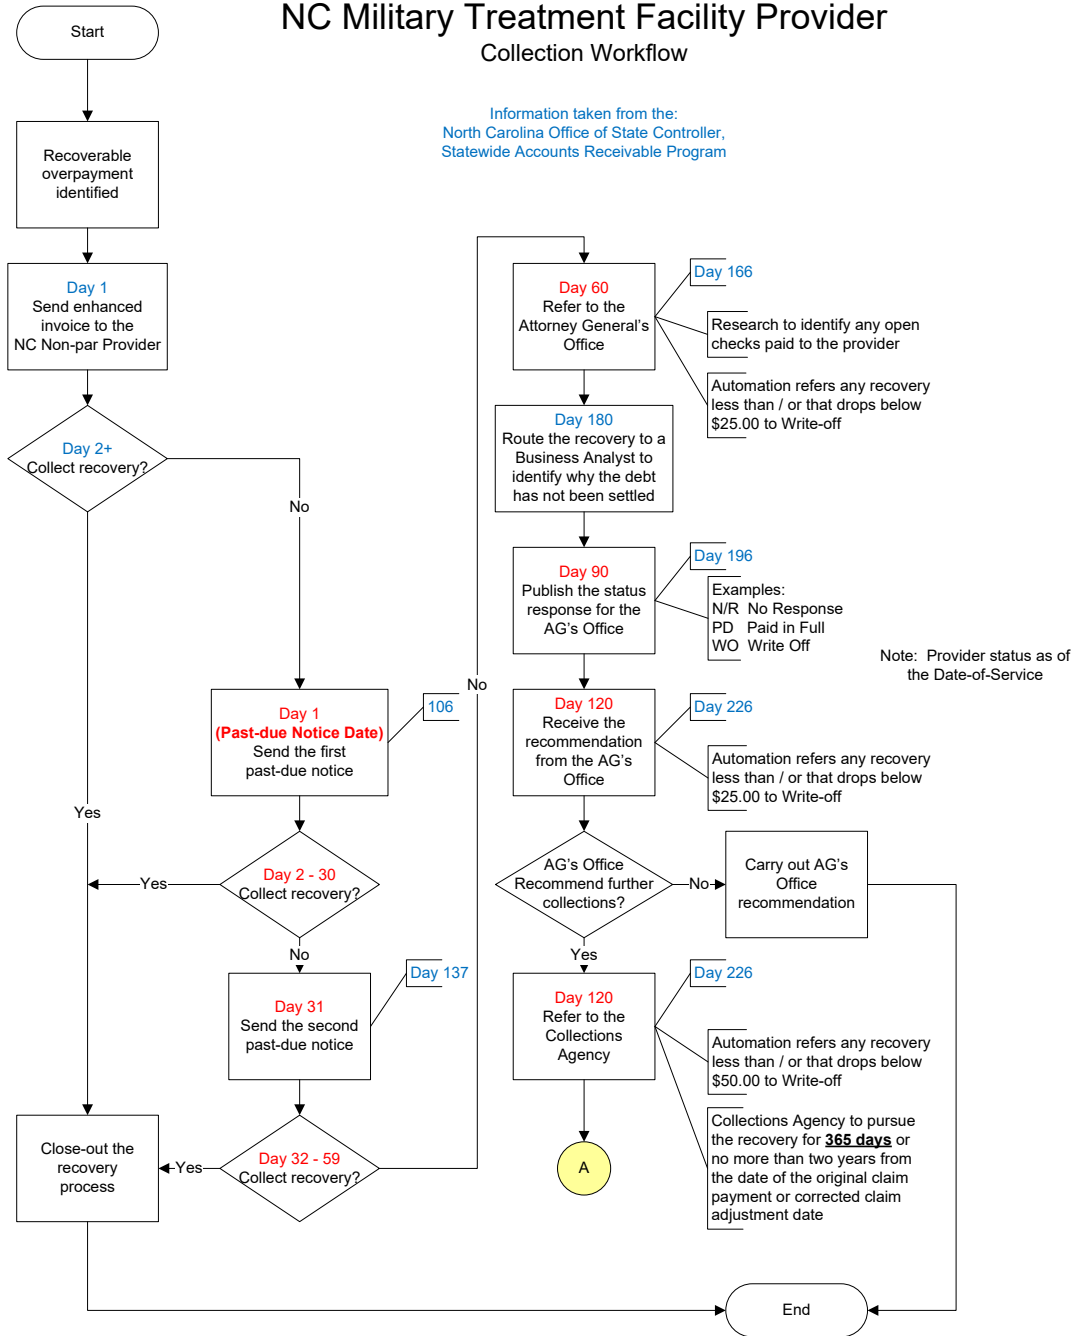 NC Military Treatment Facility Provider
Collection Workflow
Information taken from the:
North Carolina Office of State Controller,
Statewide Accounts Receivable Program
Start
Recoverable
overpayment
identified
Day 1
Send enhanced
invoice to the
NC Non-par Provider
Day 2+
Collect recovery?
No
Yes
Day 1
(Past-due Notice Date)
Send the first
past-due notice
106
Day 2 - 30
Collect recovery?
Yes
No
Day 31
Send the second
past-due notice
Day 137
Day 32 - 59
Collect recovery?
Yes
No
Close-out the
recovery
process
Day 60
Refer to the
Attorney General's
Office
Day 166
Research to identify any open
checks paid to the provider
Automation refers any recovery
less than / or that drops below
$25.00 to Write-off
Day 180
Route the recovery to a
Business Analyst to
identify why the debt
has not been settled
Day 90
Publish the status
response for the
AG's Office
Day 196
Examples:
N/R No Response
PD Paid in Full
WO Write Off
Note: Provider status as of
the Date-of-Service
Day 120
Receive the
recommendation
from the AG's
Office
Day 226
Automation refers any recovery
less than / or that drops below
$25.00 to Write-off
AG's Office
Recommend further
collections?
No
Carry out AG's
Office
recommendation
Yes
Day 120
Refer to the
Collections
Agency
Day 226
Automation refers any recovery
less than / or that drops below
$50.00 to Write-off
Collections Agency to pursue
the recovery for 365 days or
no more than two years from
the date of the original claim
payment or corrected claim
adjustment date
A
End